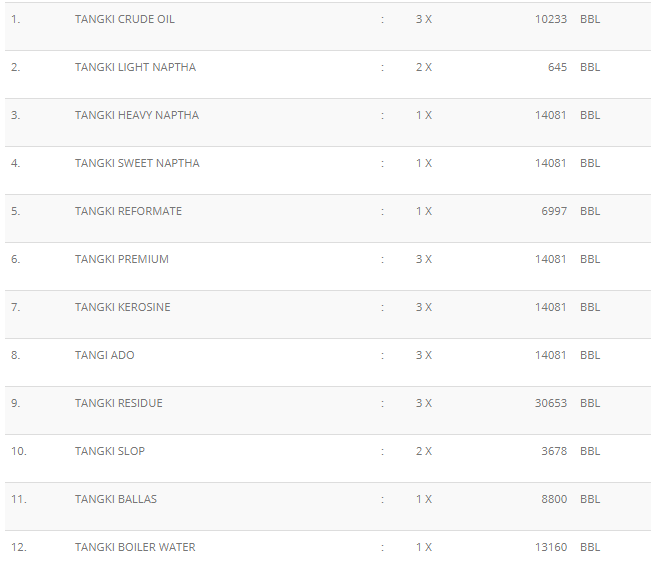 1. TANGKI CRUDE OIL : 3 X 10233 BBL
2. TANGKI LIGHT NAPTHA : 2 X 645 BBL
3. TANGKI HEAVY NAPTHA : 1 X 14081 BBL
4. TANGKI SWEET NAPTHA : 1 X 14081 BBL
5. TANGKI REFORMATE : 1 X 6997 BBL
6. TANGKI PREMIUM : 3 X 14081 BBL
7. TANGKI KEROSINE : 3 X 14081 BBL
8. TANGI ADO : 3 X 14081 BBL
9. TANGKI RESIDUE : 3 X 30653 BBL
10. TANGKI SLOP : 2 X 3678 BBL
11. TANGKI BALLAS : 1 X 8800 BBL
12. TANGKI BOILER WATER : 1 X 13160 BBL